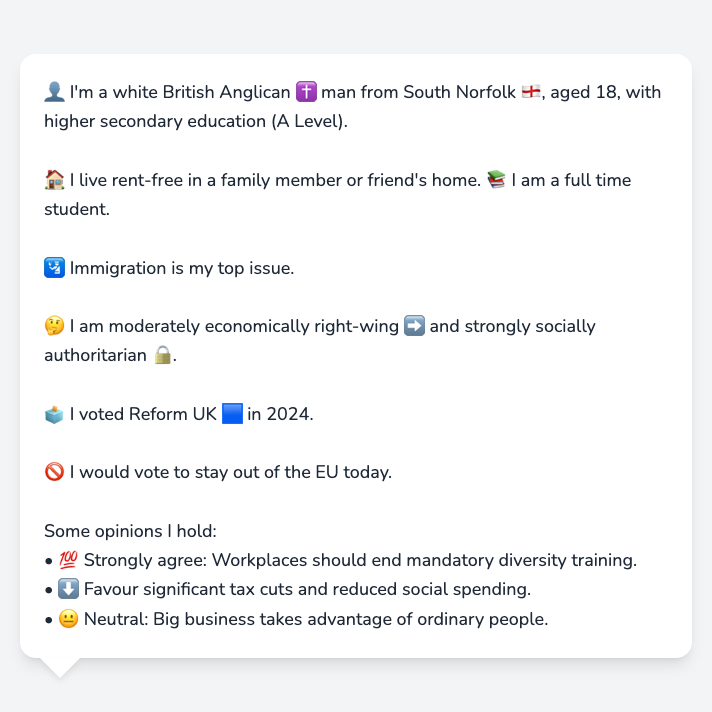 👤 I'm a white British Anglican ✝️ man from South Norfolk 🏴󠁧󠁢󠁥󠁮󠁧󠁿, aged 18, with
higher secondary education (A Level).
🏠 I live rent-free in a family member or friend's home. 📚 I am a full time
student.
🛂 Immigration is my top issue.
🤔 I am moderately economically right-wing ➡️ and strongly socially
authoritarian 🔒.
🗳️ I voted Reform UK 🟦 in 2024.
🚫 I would vote to stay out of the EU today.
Some opinions I hold:
• 💯 Strongly agree: Workplaces should end mandatory diversity training.
• ⬇️ Favour significant tax cuts and reduced social spending.
• 😐 Neutral: Big business takes advantage of ordinary people.